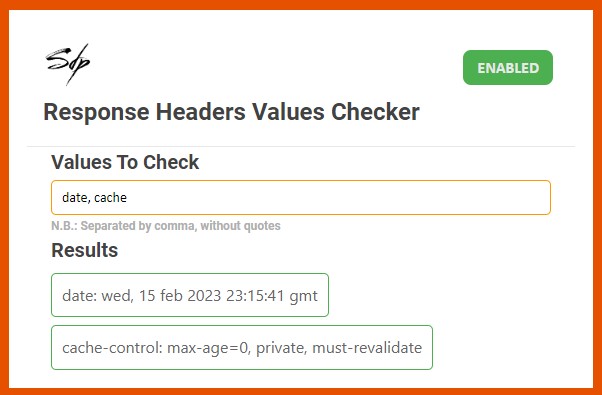 Sdp
ENABLED
Response Headers Values Checker
Values To Check
date, cache
N.B.: Separated by comma, without quotes
Results
date: wed, 15 feb 2023 23:15:41 gmt
cache-control: max-age=0, private, must-revalidate